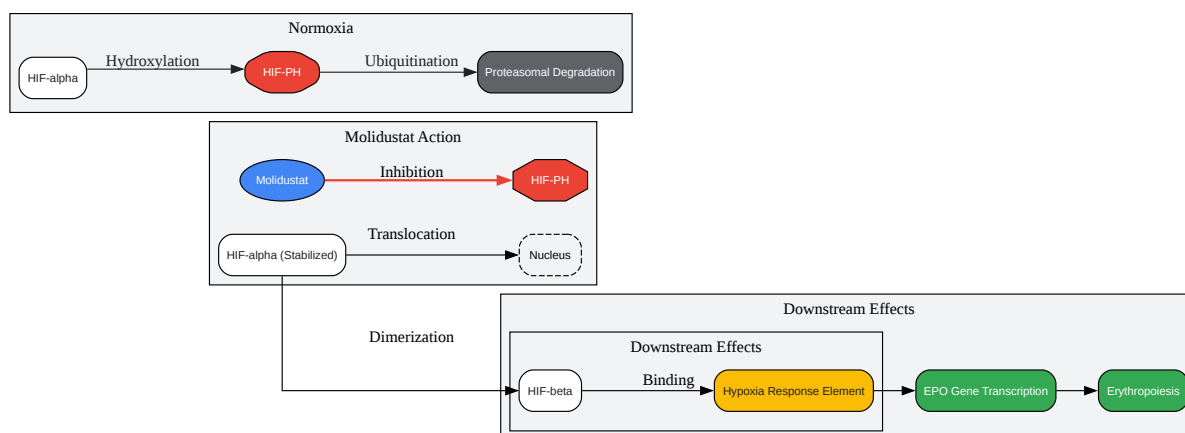 Normoxia
HIF-alpha
Hydroxylation
HIF-PH
Ubiquitination
Proteasomal Degradation
Molidustat Action
Molidustat
Inhibition
HIF-PH
HIF-alpha (Stabilized)
Translocation
Nucleus
Dimerization
Downstream Effects
Downstream Effects
HIF-beta
Binding
Hypoxia Response Element
EPO Gene Transcription
Erythropoiesis